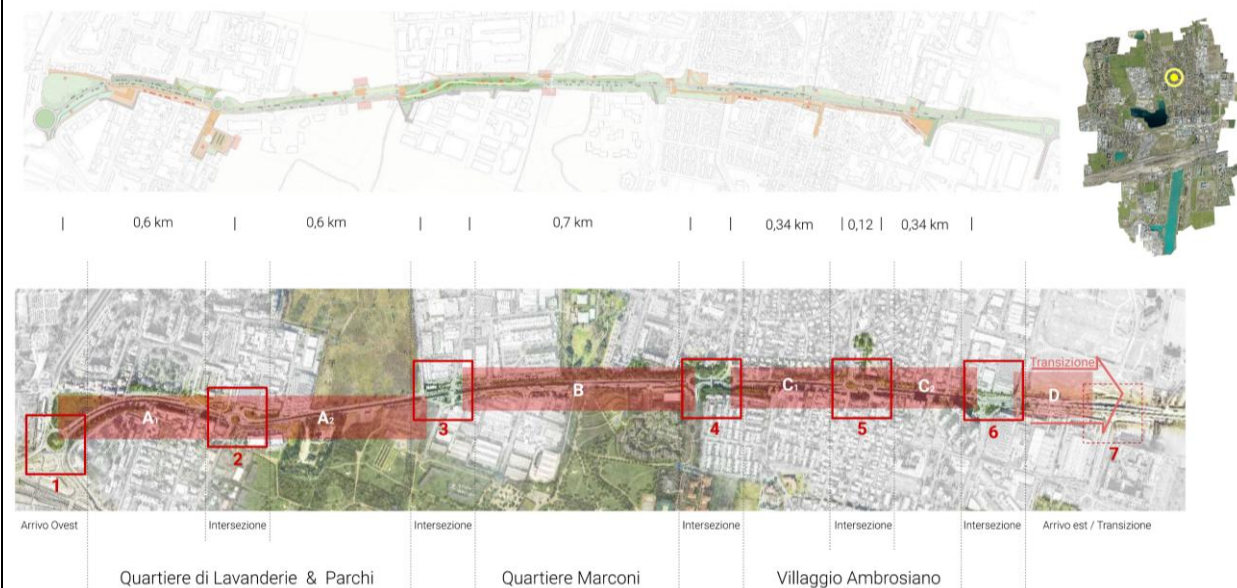 0,6 km
0,6 km
0,7 km
0,34 km
0,12
0,34 km
Transizione
A₁
A₂
B
C₁
D
1
2
3
4
5
6
7
Arrivo Ovest
Intersezione
Intersezione
Intersezione
Intersezione
Intersezione
Arrivo est / Transizione
Quartiere di Lavanderie & Parchi
Quartiere Marconi
Villaggio Ambrosiano